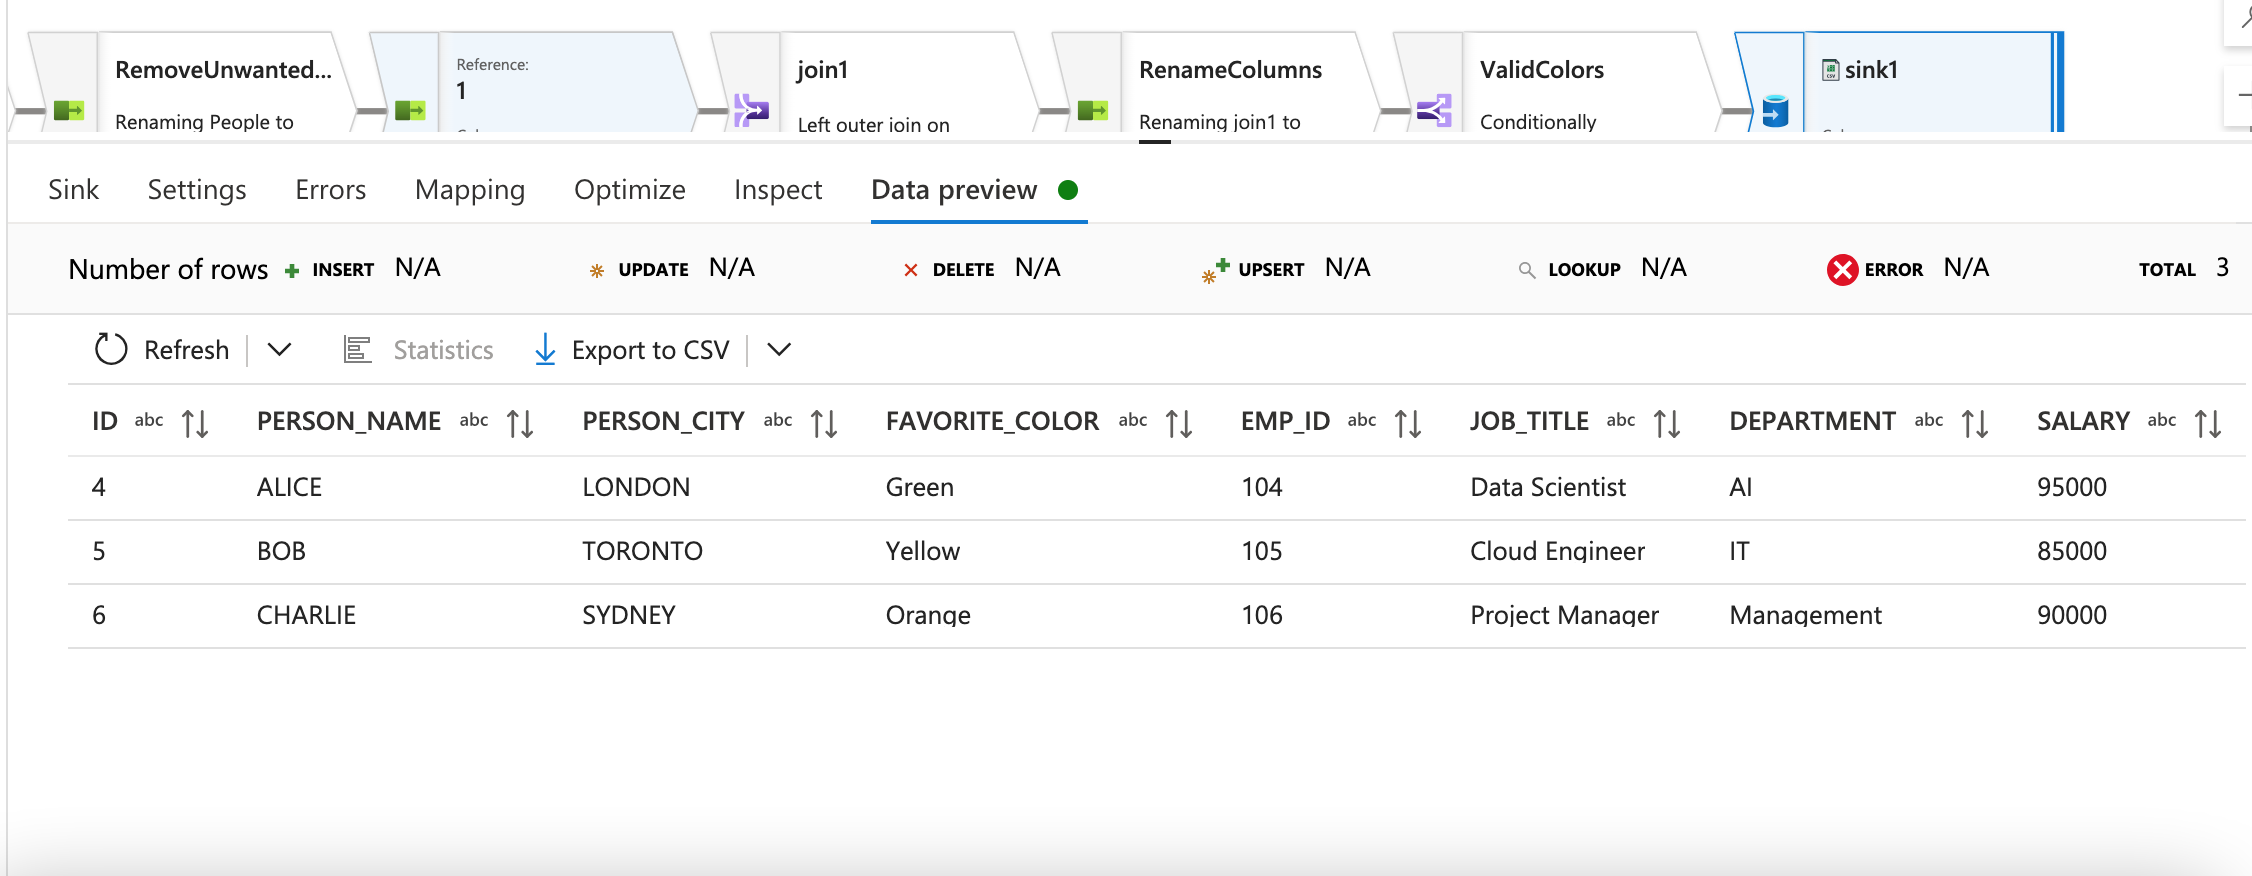 RemoveUnwanted...
Renaming People to
Reference:
1
join1
Left outer join on
RenameColumns
Renaming join1 to
ValidColors
Conditionally
csv
sink1
Sink Settings Errors Mapping Optimize Inspect Data preview
Number of rows INSERT N/A UPDATE N/A DELETE N/A UPSERT N/A LOOKUP N/A ERROR N/A TOTAL 3
Refresh Statistics Export to CSV
ID abc PERSON_NAME abc PERSON_CITY abc FAVORITE_COLOR abc EMP_ID abc JOB_TITLE abc DEPARTMENT abc SALARY abc
4 ALICE LONDON Green 104 Data Scientist AI 95000
5 BOB TORONTO Yellow 105 Cloud Engineer IT 85000
6 CHARLIE SYDNEY Orange 106 Project Manager Management 90000